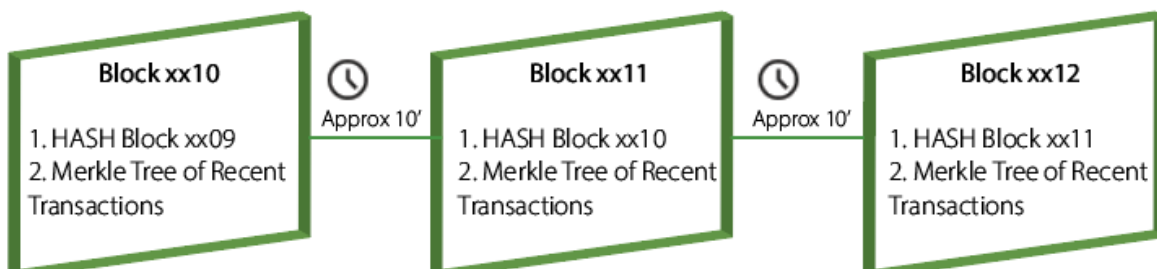 Block xx10
1. HASH Block xx09
2. Merkle Tree of Recent
Transactions
Approx 10'
Block xx11
1. HASH Block xx10
2. Merkle Tree of Recent
Transactions
Approx 10'
Block xx12
1. HASH Block xx11
2. Merkle Tree of Recent
Transactions